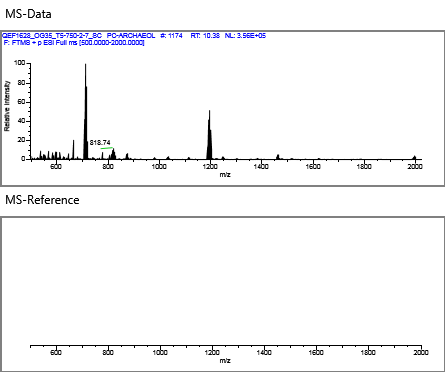 MS-Data
QEF1628_OG35_T5-750-2-7_BC PC-ARCHAEOL #: 1174 RT: 10.38 NL: 3.56E+05
F: FTMS + p ESI Full ms [500.0000-2000.0000]
Relative Intensity
100
80
60
40
20
0
818.74
600 800 1000 1200 1400 1600 1800 2000
m/z
MS-Reference
600 800 1000 1200 1400 1600 1800 2000
m/z